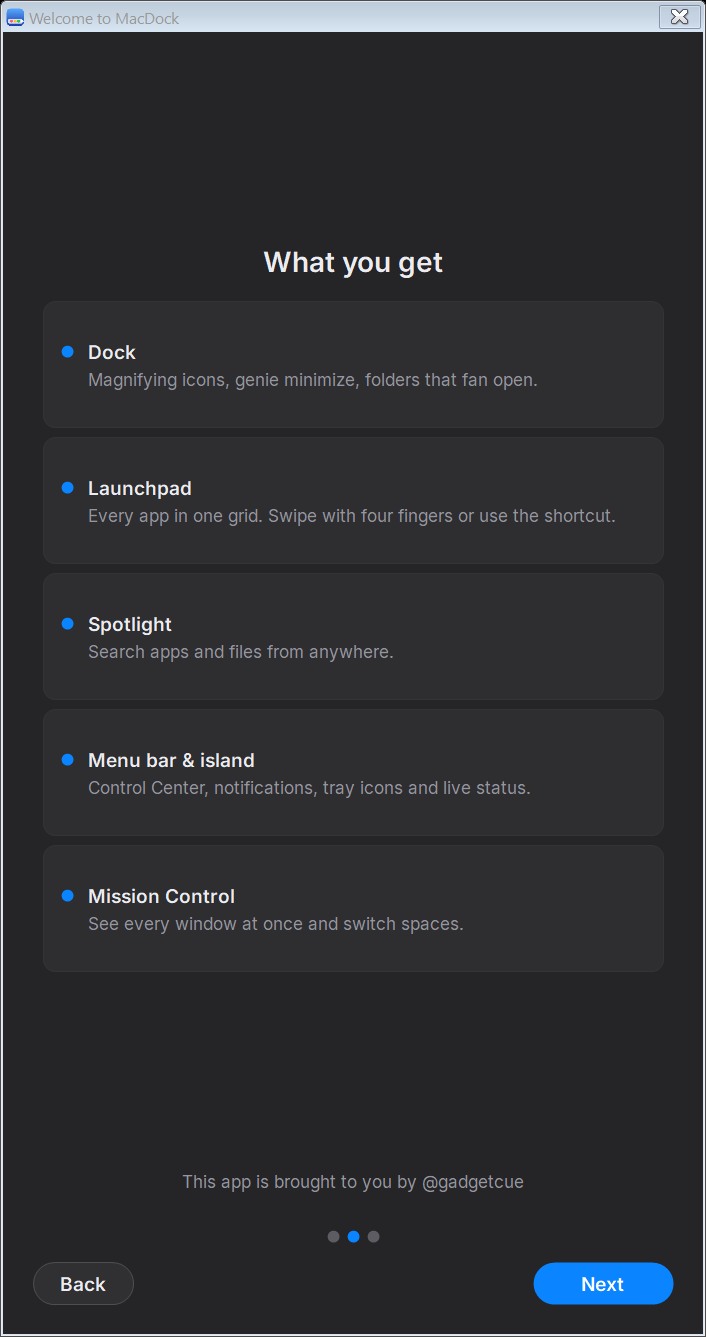 Welcome to MacDock
What you get
Dock
Magnifying icons, genie minimize, folders that fan open.
Launchpad
Every app in one grid. Swipe with four fingers or use the shortcut.
Spotlight
Search apps and files from anywhere.
Menu bar & island
Control Center, notifications, tray icons and live status.
Mission Control
See every window at once and switch spaces.
This app is brought to you by @gadgetcue
Back
Next